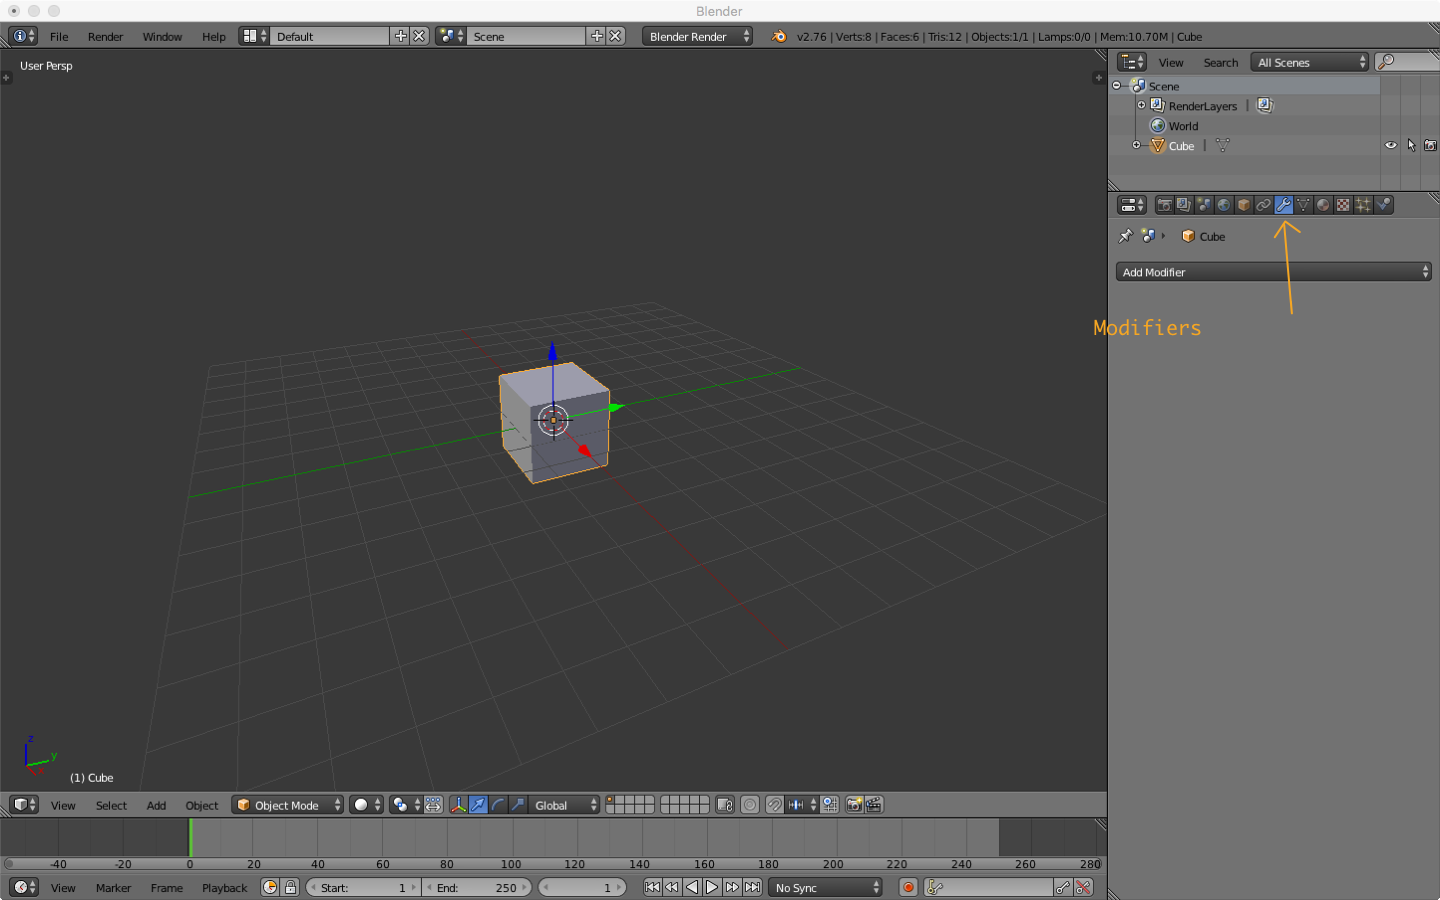 Blender
File Render Window Help Default Scene Blender Render v2.76 | Verts:8 | Faces:6 | Tris:12 | Objects:1/1 | Lamps:0/0 | Mem:10.70M | Cube
User Persp
View Search All Scenes
Scene
RenderLayers
World
Cube
Cube
Add Modifier
Modifiers
z
y
x
(1) Cube
View Select Add Object Object Mode Global
-40 -20 0 20 40 60 80 100 120 140 160 180 200 220 240 260 280
View Marker Frame Playback Start: 1 End: 250 1 No Sync